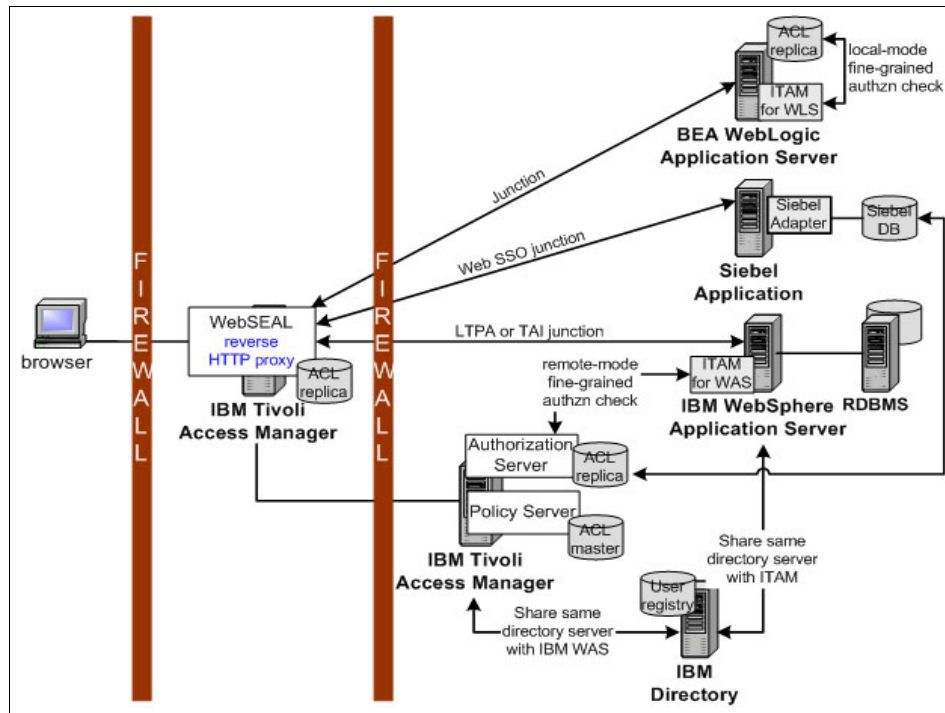 ACL
replica
local-mode
fine-grained
authzn check
ITAM
for WLS
BEA WebLogic
Application Server
Junction
Siebel
Adapter
Siebel
DB
Web SSO junction
Siebel
Application
FIREWALL
FIREWALL
browser
WebSEAL
reverse
HTTP proxy
ACL
replica
IBM Tivoli
Access Manager
LTPA or TAI junction
remote-mode
fine-grained
authzn check
ITAM
for WAS
IBM WebSphere
Application Server
RDBMS
Authorization
Server
ACL
replica
Policy Server
ACL
master
IBM Tivoli
Access Manager
Share same
directory server
with ITAM
User
registry
Share same
directory server
with IBM WAS
IBM
Directory